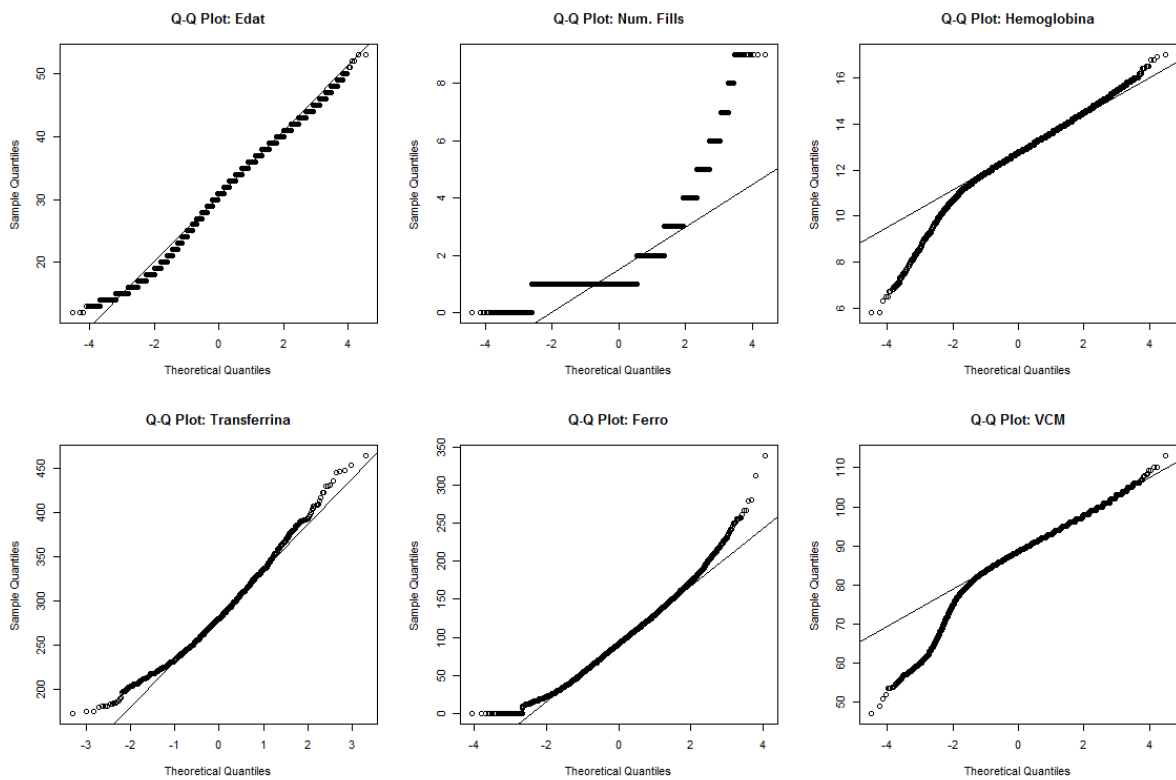 Q-Q Plot: Edat
Sample Quantiles
50
40
30
20
-4 -2 0 2 4
Theoretical Quantiles
Q-Q Plot: Num. Fills
Sample Quantiles
8
6
4
2
0
-4 -2 0 2 4
Theoretical Quantiles
Q-Q Plot: Hemoglobina
Sample Quantiles
16
14
12
10
8
6
-4 -2 0 2 4
Theoretical Quantiles
Q-Q Plot: Transferrina
Sample Quantiles
450
400
350
300
250
200
-3 -2 -1 0 1 2 3
Theoretical Quantiles
Q-Q Plot: Ferro
Sample Quantiles
350
300
250
200
150
100
50
0
-4 -2 0 2 4
Theoretical Quantiles
Q-Q Plot: VCM
Sample Quantiles
110
100
90
80
70
60
50
-4 -2 0 2 4
Theoretical Quantiles